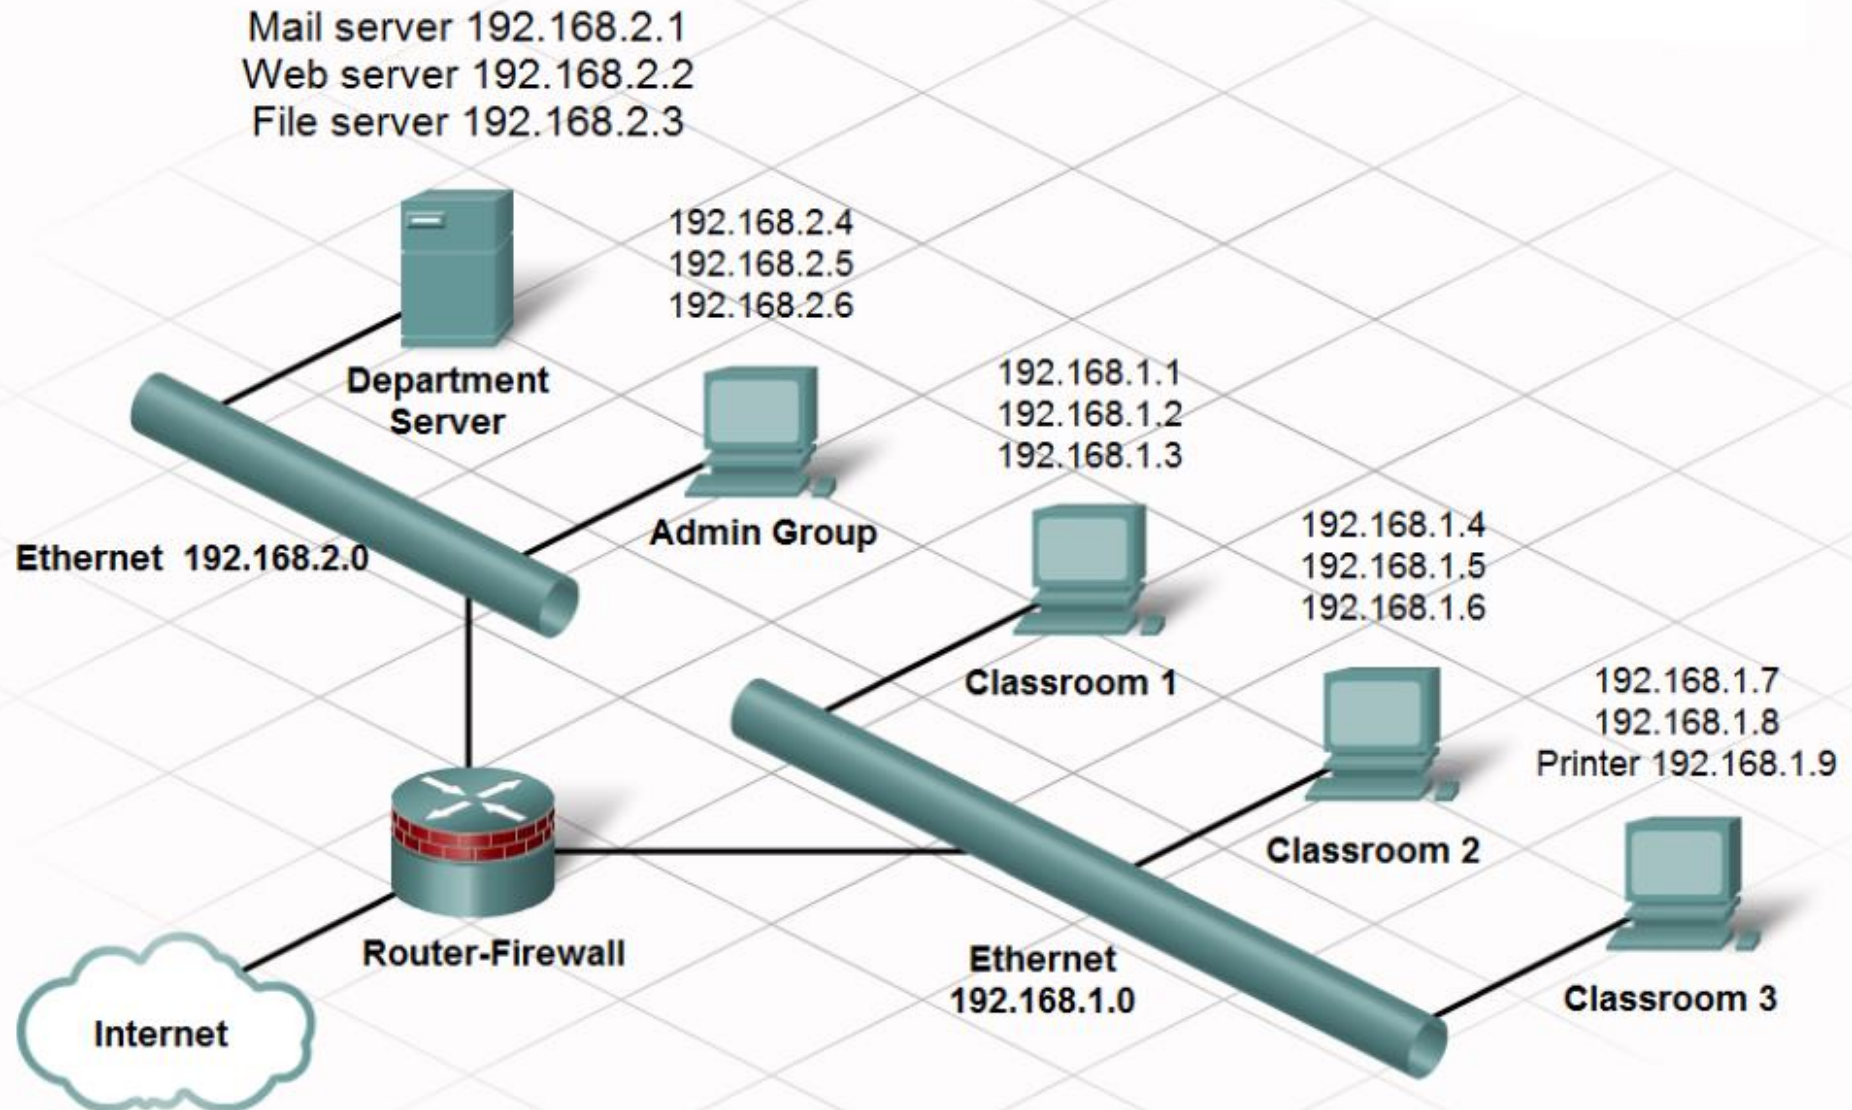 Mail server 192.168.2.1
Web server 192.168.2.2
File server 192.168.2.3
Department
Server
192.168.2.4
192.168.2.5
192.168.2.6
Admin Group
Ethernet 192.168.2.0
192.168.1.1
192.168.1.2
192.168.1.3
Classroom 1
192.168.1.4
192.168.1.5
192.168.1.6
Classroom 2
192.168.1.7
192.168.1.8
Printer 192.168.1.9
Classroom 3
Router-Firewall
Ethernet
192.168.1.0
Internet